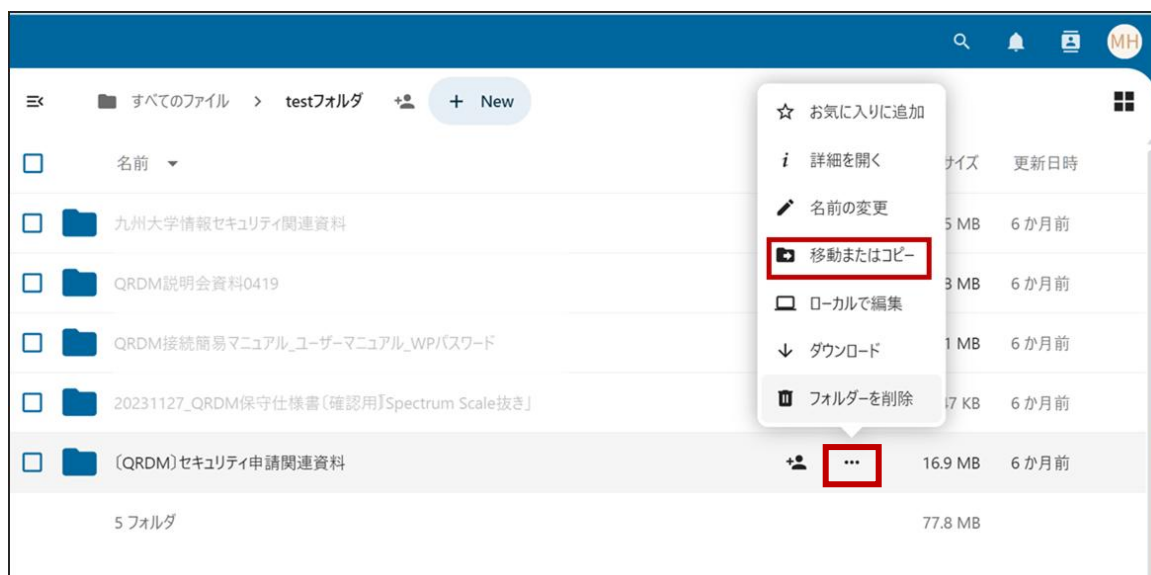 MH
すべてのファイル > testフォルダ + New
名前 サイズ 更新日時
九州大学情報セキュリティ関連資料 5 MB 6 か月前
QRDM説明会資料0419 3 MB 6 か月前
QRDM接続簡易マニュアル_ユーザーマニュアル_WPパスワード 1 MB 6 か月前
20231127_QRDM保守仕様書〔確認用〕『Spectrum Scale抜き』 47 KB 6 か月前
〔QRDM〕セキュリティ申請関連資料 16.9 MB 6 か月前
5 フォルダ 77.8 MB
お気に入りに追加
詳細を開く
名前の変更
移動またはコピー
ローカルで編集
ダウンロード
フォルダーを削除